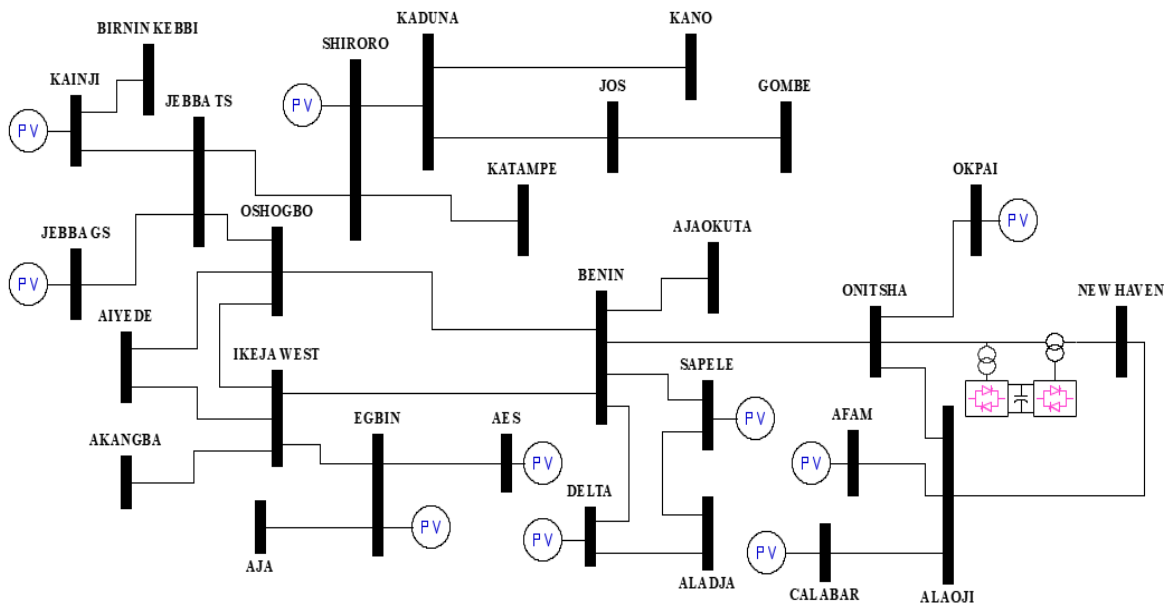 BIRNIN KEBBI
KADUNA
KANO
SHIRORO
KAINJI
JEBBA TS
JOS
GOMBE
PV
PV
KATAMPE
OKPAI
OSHOGBO
JEBBA GS
AJAOKUTA
PV
BENIN
PV
ONITSHA
NEW HAVEN
AIYEDE
IKEJA WEST
SAPELE
EGBIN
AES
PV
AFAM
AKANGBA
PV
DELTA
PV
PV
PV
AJA
PV
ALADJA
CALABAR
ALAOJI